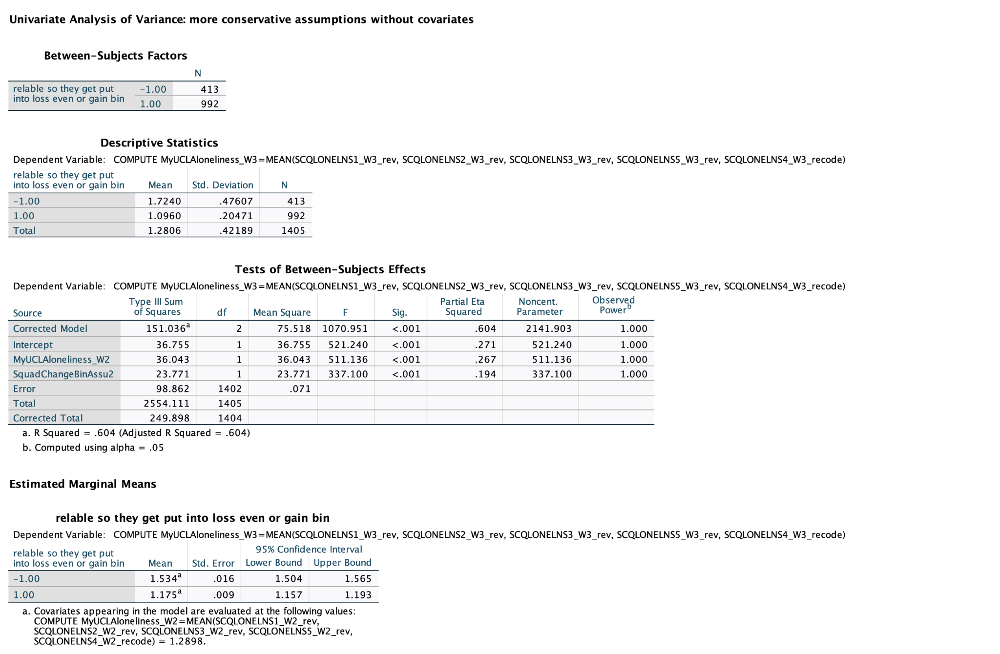 Univariate Analysis of Variance: more conservative assumptions without covariates
Between-Subjects Factors
N
relable so they get put into loss even or gain bin -1.00 413
1.00 992
Descriptive Statistics
Dependent Variable: COMPUTE MyUCLAloneliness_W3=MEAN(SCQLONELNS1_W3_rev, SCQLONELNS2_W3_rev, SCQLONELNS3_W3_rev, SCQLONELNS5_W3_rev, SCQLONELNS4_W3_recode)
relable so they get put
into loss even or gain bin Mean Std. Deviation N
-1.00 1.7240 .47607 413
1.00 1.0960 .20471 992
Total 1.2806 .42189 1405
Tests of Between-Subjects Effects
Dependent Variable: COMPUTE MyUCLAloneliness_W3=MEAN(SCQLONELNS1_W3_rev, SCQLONELNS2_W3_rev, SCQLONELNS3_W3_rev, SCQLONELNS5_W3_rev, SCQLONELNS4_W3_recode)
Source Type III Sum of Squares df Mean Square F Sig. Partial Eta Squared Noncent. Parameter Observed Power^b
Corrected Model 151.036^a 2 75.518 1070.951 <.001 .604 2141.903 1.000
Intercept 36.755 1 36.755 521.240 <.001 .271 521.240 1.000
MyUCLAloneliness_W2 36.043 1 36.043 511.136 <.001 .267 511.136 1.000
SquadChangeBinAssu2 23.771 1 23.771 337.100 <.001 .194 337.100 1.000
Error 98.862 1402 .071
Total 2554.111 1405
Corrected Total 249.898 1404
a. R Squared = .604 (Adjusted R Squared = .604)
b. Computed using alpha = .05
Estimated Marginal Means
relable so they get put into loss even or gain bin
Dependent Variable: COMPUTE MyUCLAloneliness_W3=MEAN(SCQLONELNS1_W3_rev, SCQLONELNS2_W3_rev, SCQLONELNS3_W3_rev, SCQLONELNS5_W3_rev, SCQLONELNS4_W3_recode)
95% Confidence Interval
relable so they get put
into loss even or gain bin Mean Std. Error Lower Bound Upper Bound
-1.00 1.534^a .016 1.504 1.565
1.00 1.175^a .009 1.157 1.193
a. Covariates appearing in the model are evaluated at the following values:
COMPUTE MyUCLAloneliness_W2=MEAN(SCQLONELNS1_W2_rev,
SCQLONELNS2_W2_rev, SCQLONELNS3_W2_rev, SCQLONELNS5_W2_rev,
SCQLONELNS4_W2_recode) = 1.2898.